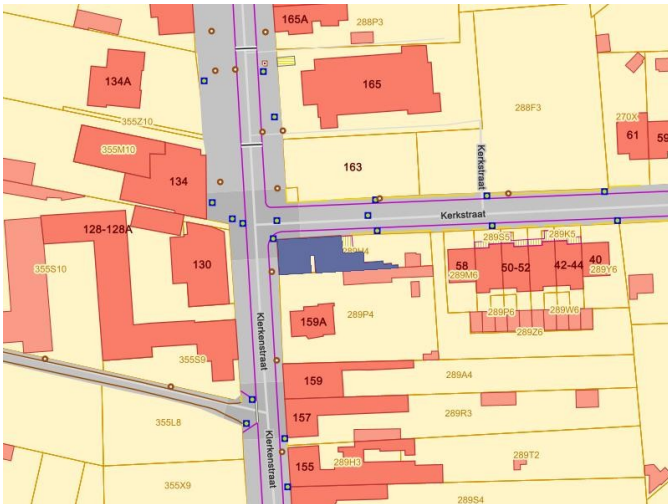 165A
288P3
134A
165
288F3
355Z10
270X
61
59
355M10
Kerkstraat
163
134
Kerkstraat
128-128A
289S5
289K5
289H4
130
58
50-52
42-44
40
355S10
289M6
289Y6
289P4
289P6
289W6
159A
Klerkenstraat
289Z6
355S9
159
289A4
157
289R3
355L8
Klerkenstraat
155
289H3
289T2
355X9
289S4